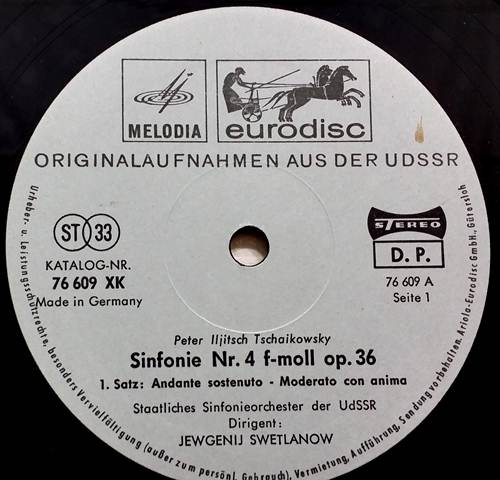 MELODIA
eurodisc
ORIGINALAUFNAHMEN AUS DER UDSSR
ST 33
KATALOG-NR.
76 609 XK
Made in Germany
STEREO
D. P.
76 609 A
Seite 1
Peter Iljitsch Tschaikowsky
Sinfonie Nr. 4 f-moll op. 36
1. Satz: Andante sostenuto - Moderato con anima
Staatliches Sinfonieorchester der UdSSR
Dirigent:
JEWGENIJ SWETLANOW
Urheber- u. Leistungsschutzrechte, besonders Vervielfältigung (außer zum persönl. Gebrauch), Vermietung, Aufführung, Sendung vorbehalten. Ariola-Eurodisc GmbH., Gütersloh